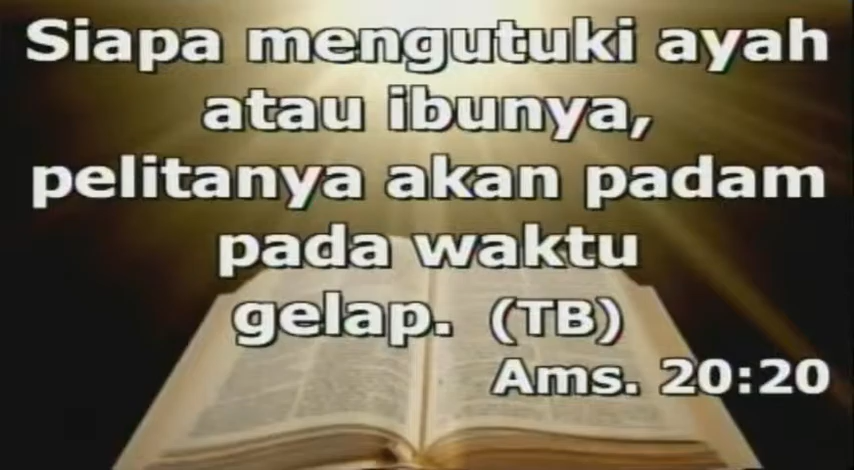 Siapa mengutuki ayah
atau ibunya,
pelitanya akan padam
pada waktu
gelap. (TB)
Ams. 20:20